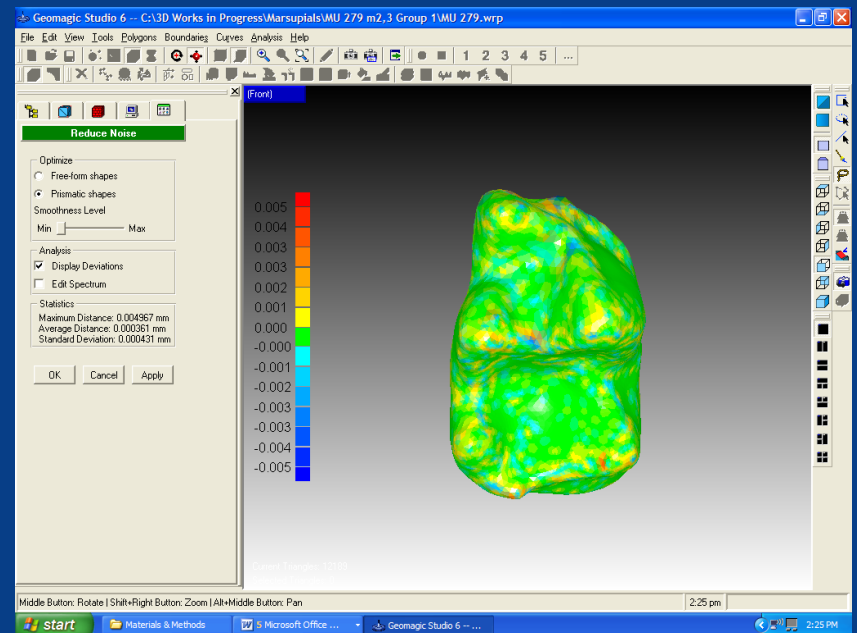 Geomagic Studio 6 -- C:\3D Works in Progress\Marsupials\MU 279 m2,3 Group 1\MU 279.wrp
File Edit View Tools Polygons Boundaries Curves Analysis Help
1 2 3 4 5 ...
(Front)
Reduce Noise
Optimize
Free-form shapes
Prismatic shapes
Smoothness Level
Min Max
Analysis
Display Deviations
Edit Spectrum
Statistics
Maximum Distance: 0.004967 mm
Average Distance: 0.000361 mm
Standard Deviation: 0.000431 mm
OK Cancel Apply
0.005
0.004
0.003
0.003
0.002
0.001
0.000
-0.000
-0.001
-0.002
-0.003
-0.003
-0.004
-0.005
Middle Button: Rotate | Shift+Right Button: Zoom | Alt+Middle Button: Pan
2:25 pm
start
Materials & Methods
5 Microsoft Office ...
Geomagic Studio 6 -- ...
2:25 PM